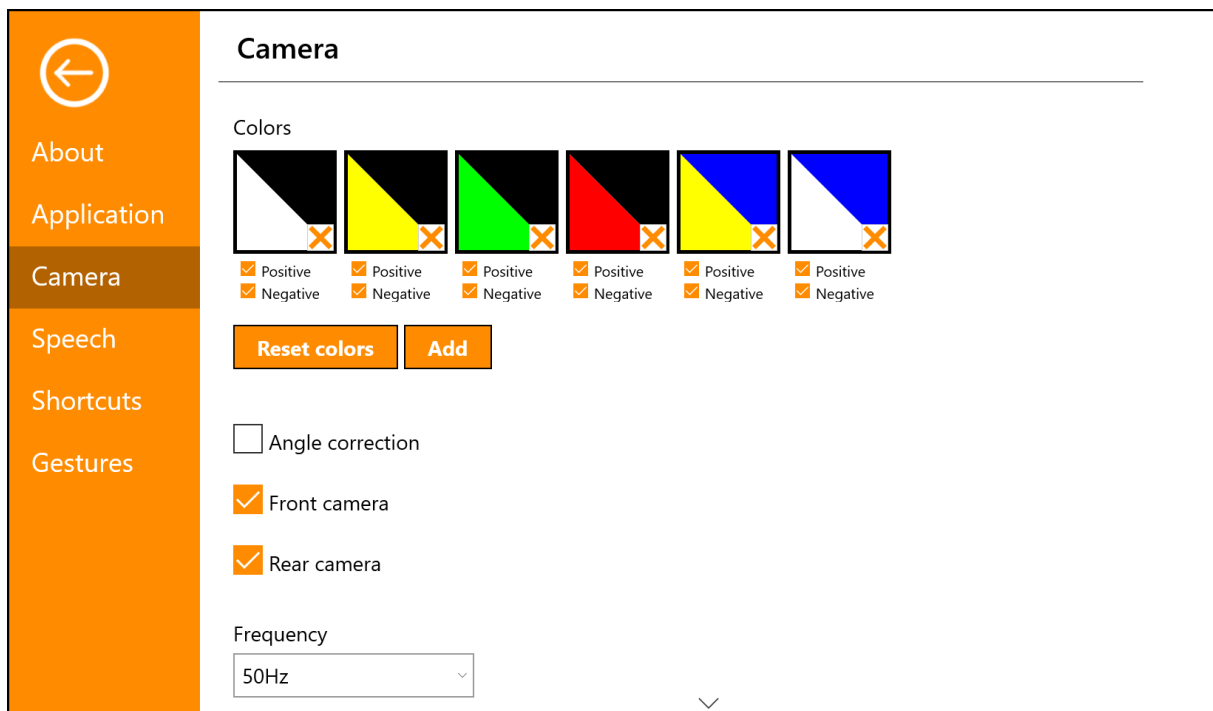 Camera
About
Application
Camera
Speech
Shortcuts
Gestures
Colors
Positive Positive Positive Positive Positive Positive
Negative Negative Negative Negative Negative Negative
Reset colors Add
Angle correction
Front camera
Rear camera
Frequency
50Hz